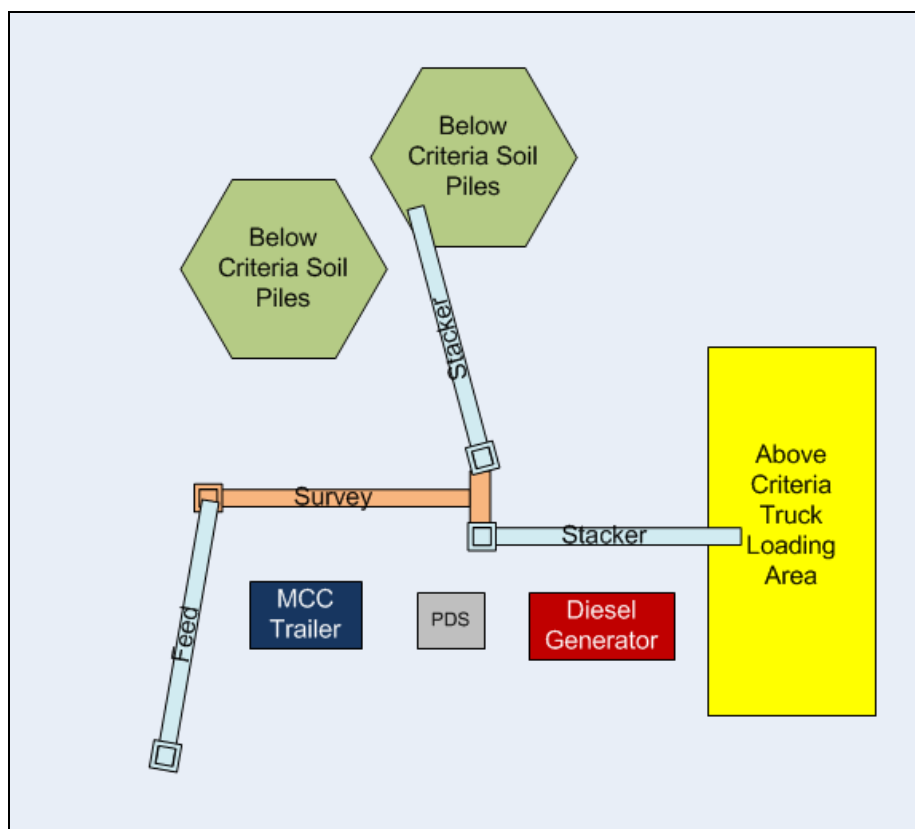 Below
Criteria Soil
Piles
Below
Criteria Soil
Piles
Stacker
Above
Criteria
Truck
Loading
Area
Survey
Stacker
Feed
MCC
Trailer
PDS
Diesel
Generator